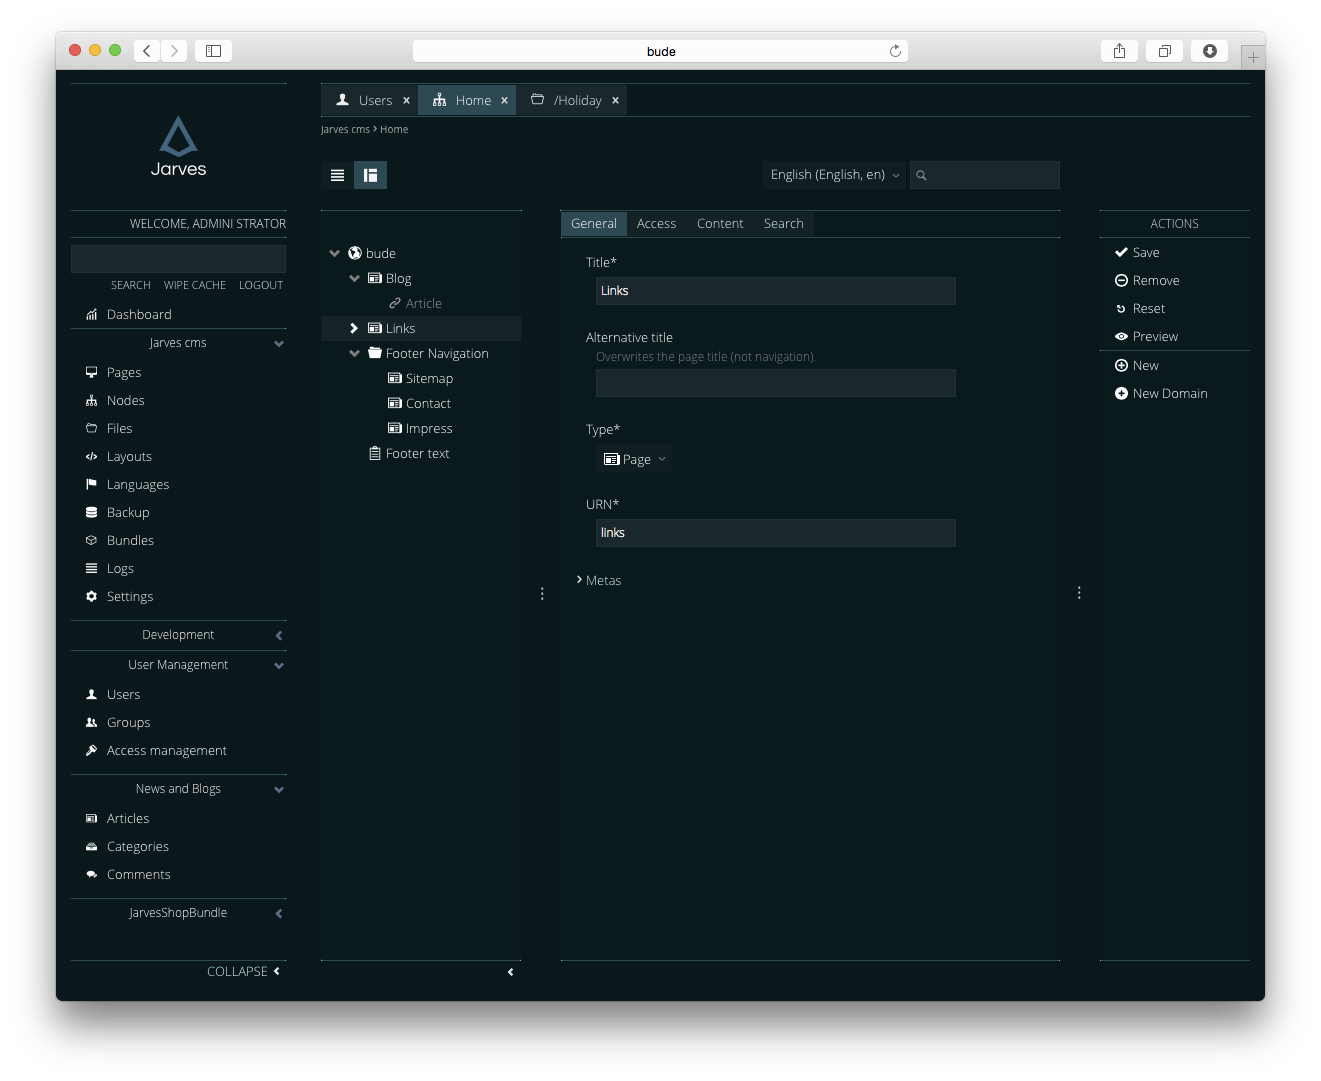 bude
Users ×
Home ×
/Holiday ×
Jarves cms › Home
Jarves
English (English, en)
WELCOME, ADMINI STRATOR
SEARCH WIPE CACHE LOGOUT
Dashboard
Jarves cms
Pages
Nodes
Files
Layouts
Languages
Backup
Bundles
Logs
Settings
Development
User Management
Users
Groups
Access management
News and Blogs
Articles
Categories
Comments
JarvesShopBundle
COLLAPSE
bude
Blog
Article
Links
Footer Navigation
Sitemap
Contact
Impress
Footer text
General Access Content Search
Title*
Links
Alternative title
Overwrites the page title (not navigation).
Type*
Page
URN*
links
Metas
ACTIONS
Save
Remove
Reset
Preview
New
New Domain